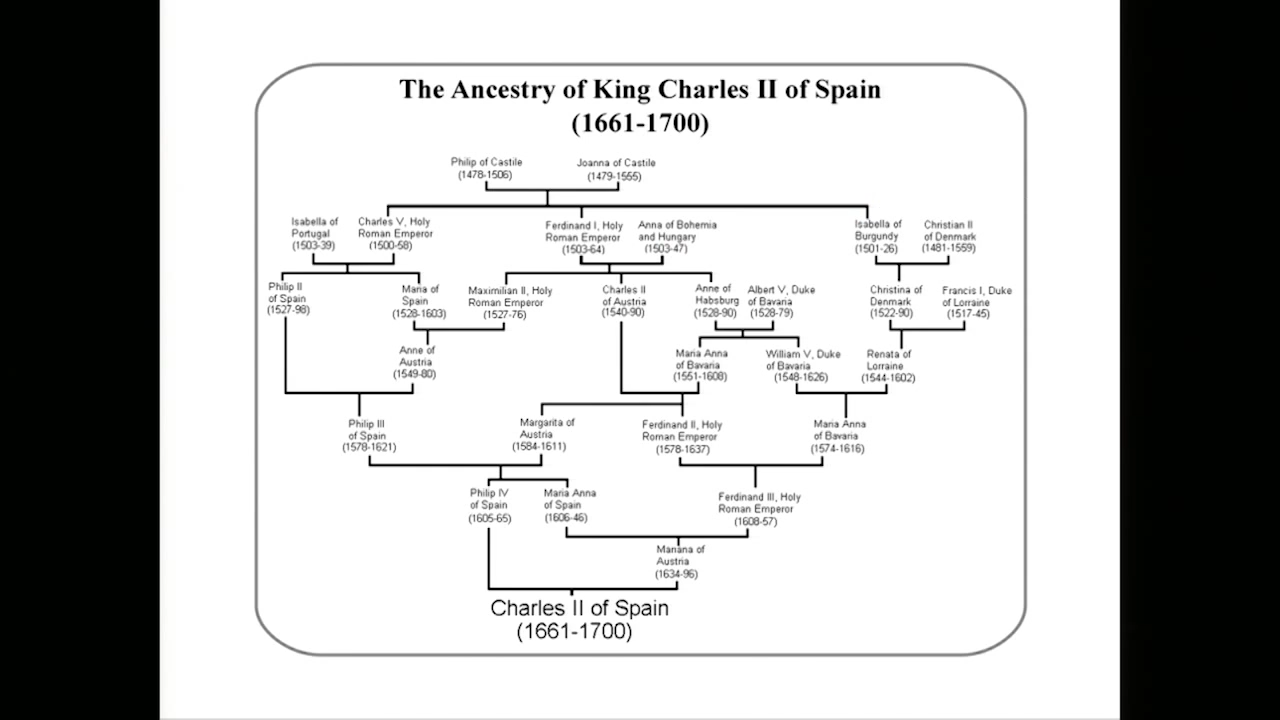 The Ancestry of King Charles II of Spain
(1661-1700)
Philip of Castile
(1478-1506)
Joanna of Castile
(1479-1555)
Isabella of
Portugal
(1503-39)
Charles V, Holy
Roman Emperor
(1500-58)
Ferdinand I, Holy
Roman Emperor
(1503-64)
Anna of Bohemia
and Hungary
(1503-47)
Isabella of
Burgundy
(1501-26)
Christian II
of Denmark
(1481-1559)
Philip II
of Spain
(1527-98)
Maria of
Spain
(1528-1603)
Maximilian II, Holy
Roman Emperor
(1527-76)
Charles II
of Austria
(1540-90)
Anne of
Habsburg
(1528-90)
Albert V, Duke
of Bavaria
(1528-79)
Christina of
Denmark
(1522-90)
Francis I, Duke
of Lorraine
(1517-45)
Anne of
Austria
(1549-80)
Maria Anna
of Bavaria
(1551-1608)
William V, Duke
of Bavaria
(1548-1626)
Renata of
Lorraine
(1544-1602)
Philip III
of Spain
(1578-1621)
Margarita of
Austria
(1584-1611)
Ferdinand II, Holy
Roman Emperor
(1578-1637)
Maria Anna
of Bavaria
(1574-1616)
Philip IV
of Spain
(1605-65)
Maria Anna
of Spain
(1606-46)
Ferdinand III, Holy
Roman Emperor
(1608-57)
Mariana of
Austria
(1634-96)
Charles II of Spain
(1661-1700)